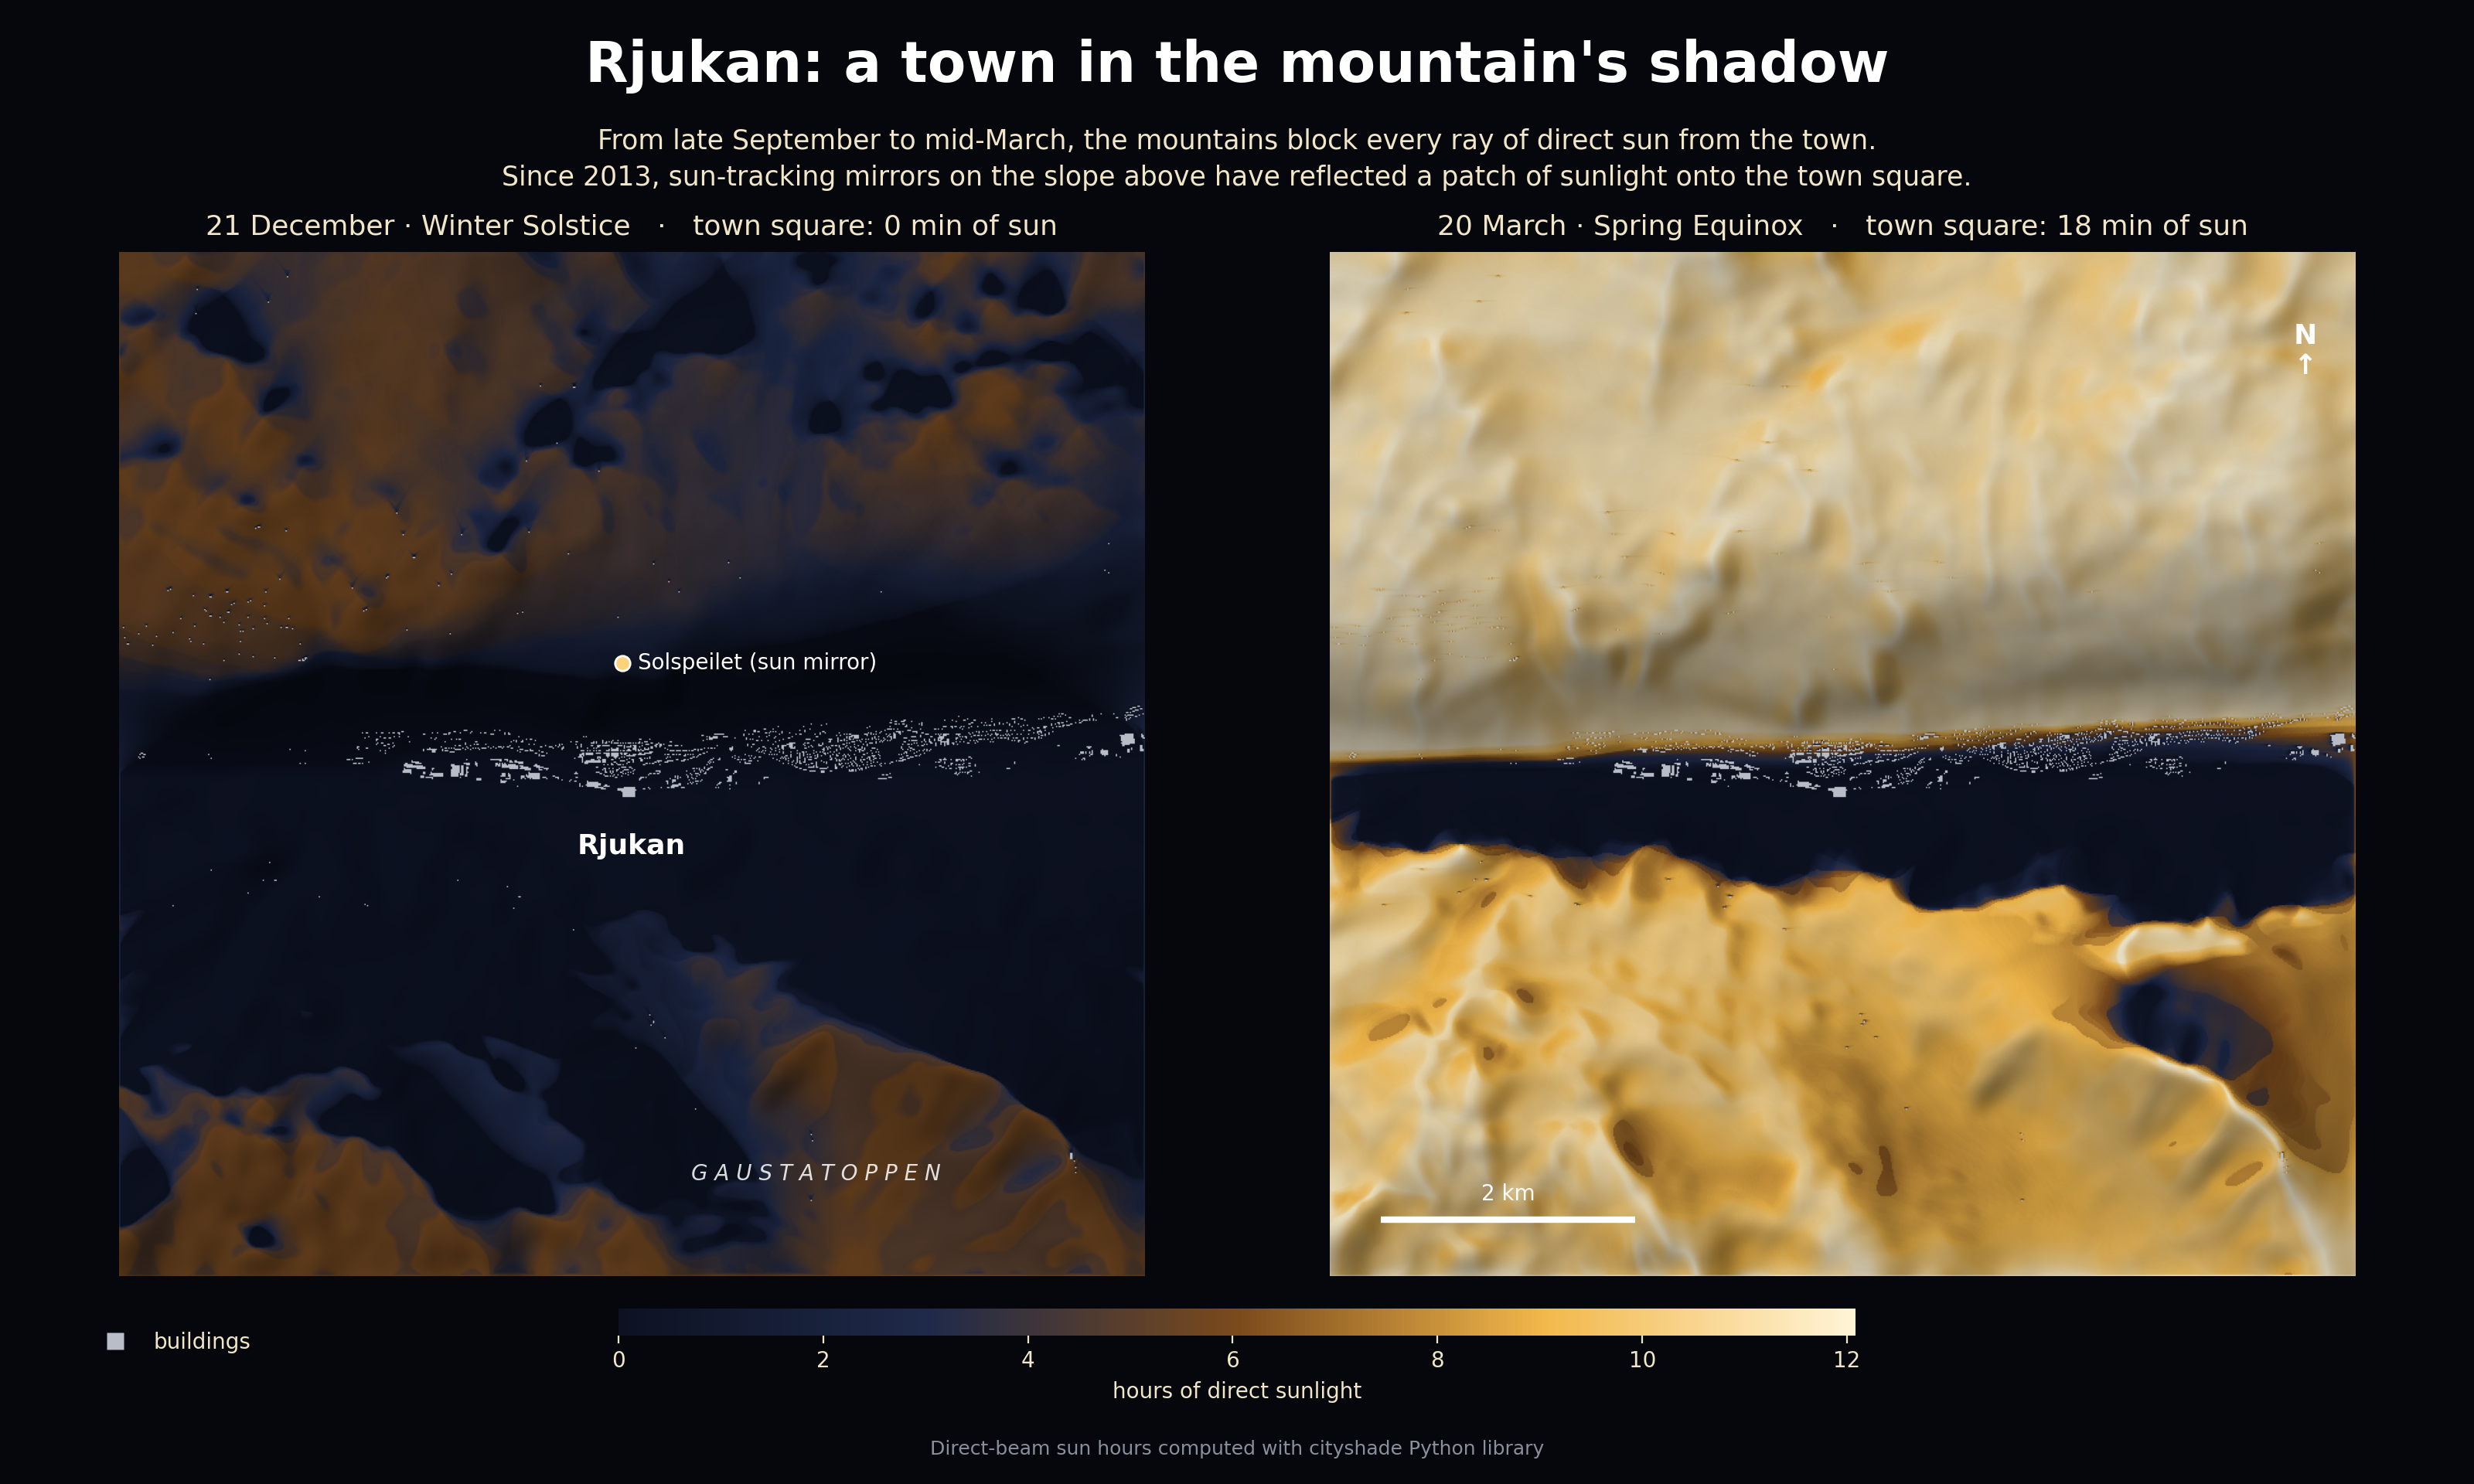 Rjukan: a town in the mountain's shadow
From late September to mid-March, the mountains block every ray of direct sun from the town.
Since 2013, sun-tracking mirrors on the slope above have reflected a patch of sunlight onto the town square.
21 December · Winter Solstice · town square: 0 min of sun
20 March · Spring Equinox · town square: 18 min of sun
N
↑
Solspeilet (sun mirror)
Rjukan
GAUSTATOPPEN
2 km
buildings
0 2 4 6 8 10 12
hours of direct sunlight
Direct-beam sun hours computed with cityshade Python library